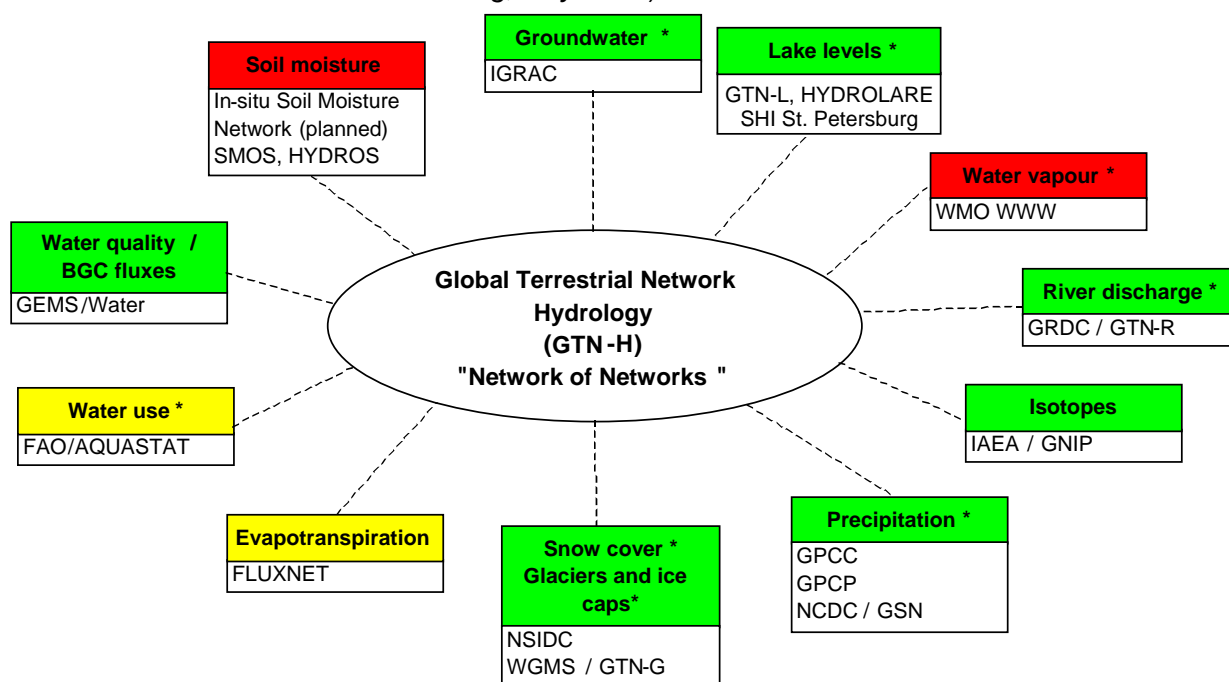 Groundwater *
IGRAC
Lake levels *
GTN-L, HYDROLARE
SHI St. Petersburg
Soil moisture
In-situ Soil Moisture
Network (planned)
SMOS, HYDROS
Water vapour *
WMO WWW
Water quality /
BGC fluxes
GEMS/Water
Global Terrestrial Network
Hydrology
(GTN-H)
"Network of Networks "
River discharge *
GRDC / GTN-R
Water use *
FAO/AQUASTAT
Isotopes
IAEA / GNIP
Evapotranspiration
FLUXNET
Snow cover *
Glaciers and ice
caps*
NSIDC
WGMS / GTN-G
Precipitation *
GPCC
GPCP
NCDC / GSN